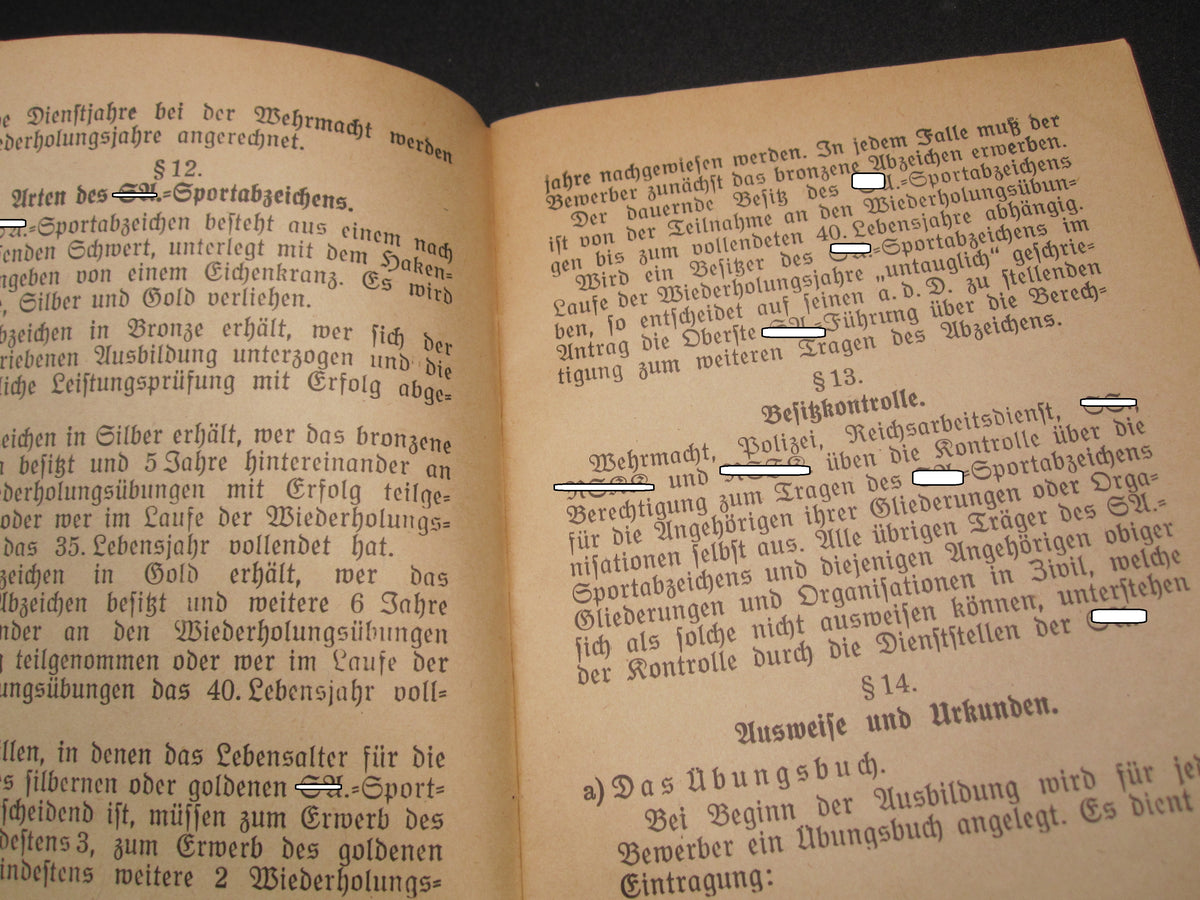 e Dienstjahre bei der Wehrmacht werden
ederholungsjahre angerechnet.
§ 12.
Arten des .=Sportabzeichens.
.=Sportabzeichen besteht aus einem nach
fenden Schwert, unterlegt mit dem Haken=
ngeben von einem Eichenkranz. Es wird
, Silber und Gold verliehen.
bzeichen in Bronze erhält, wer sich der
riebenen Ausbildung unterzogen und die
liche Leistungsprüfung mit Erfolg abge=
eichen in Silber erhält, wer das bronzene
n besitzt und 5 Jahre hintereinander an
ederholungsübungen mit Erfolg teilge=
oder wer im Laufe der Wiederholungs=
das 35. Lebensjahr vollendet hat.
zeichen in Gold erhält, wer das
Abzeichen besitzt und weitere 6 Jahre
nder an den Wiederholungsübungen
g teilgenommen oder wer im Laufe der
ungsübungen das 40. Lebensjahr voll=
llen, in denen das Lebensalter für die
s silbernen oder goldenen .=Sport=
scheidend ist, müssen zum Erwerb des
destens 3, zum Erwerb des goldenen
indestens weitere 2 Wiederholungs=
jahre nachgewiesen werden. In jedem Falle muß der
Bewerber zunächst das bronzene Abzeichen erwerben.
Der dauernde Besitz des .=Sportabzeichens
ist von der Teilnahme an den Wiederholungsübun=
gen bis zum vollendeten 40. Lebensjahre abhängig.
Wird ein Besitzer des =Sportabzeichens im
Laufe der Wiederholungsjahre „untauglich“ geschrie=
ben, so entscheidet auf seinen a. d. D. zu stellenden
Antrag die Oberste =Führung über die Berech=
tigung zum weiteren Tragen des Abzeichens.
§ 13.
Besitzkontrolle.
Wehrmacht, Polizei, Reichsarbeitsdienst,
und üben die Kontrolle über die
Berechtigung zum Tragen des =Sportabzeichens
für die Angehörigen ihrer Gliederungen oder Orga=
nisationen selbst aus. Alle übrigen Träger des SA.=
Sportabzeichens und diejenigen Angehörigen obiger
Gliederungen und Organisationen in Zivil, welche
sich als solche nicht ausweisen können, unterstehen
der Kontrolle durch die Dienststellen der
§ 14.
Ausweise und Urkunden.
a) Das Übungsbuch.
Bei Beginn der Ausbildung wird für jed
Bewerber ein Übungsbuch angelegt. Es dient
Eintragung: